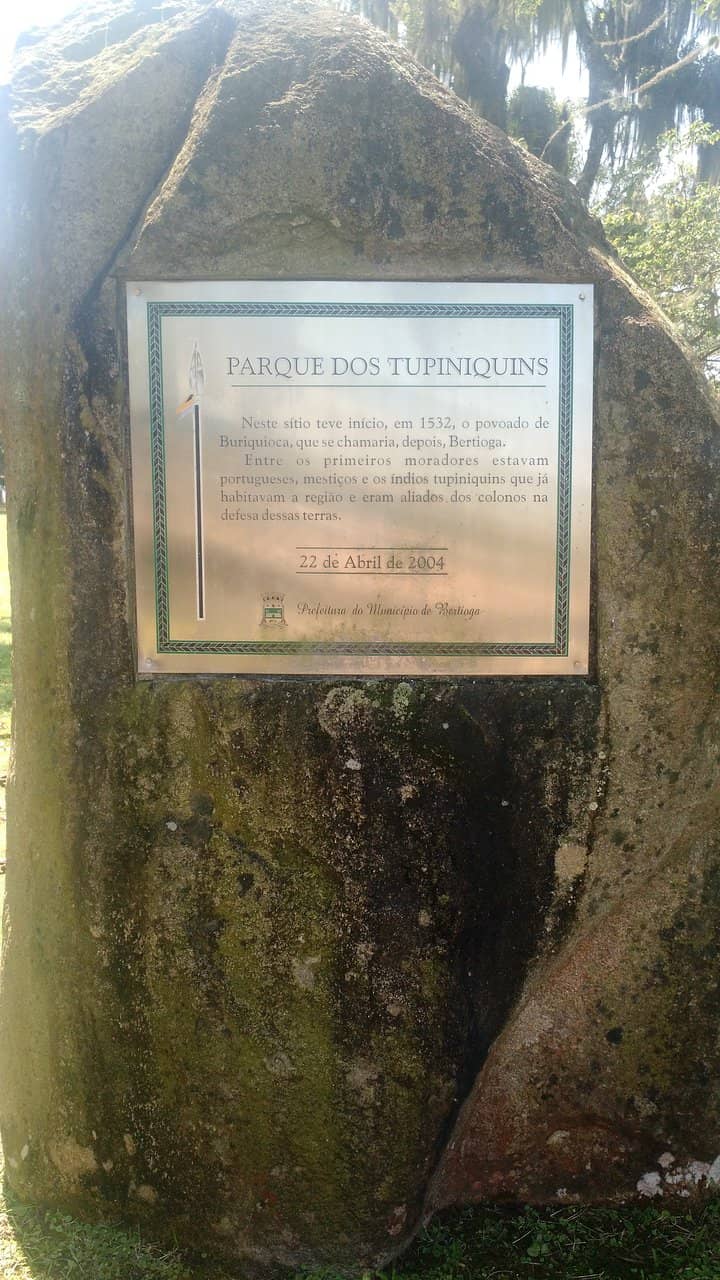 PARQUE DOS TUPINIQUINS
Neste sítio teve início, em 1532, o povoado de
Buriquioca, que se chamaria, depois, Bertioga.
Entre os primeiros moradores estavam
portugueses, mestiços e os índios tupiniquins que já
habitavam a região e eram aliados dos colonos na
defesa dessas terras.
22 de Abril de 2004
Prefeitura do Município de Bertioga